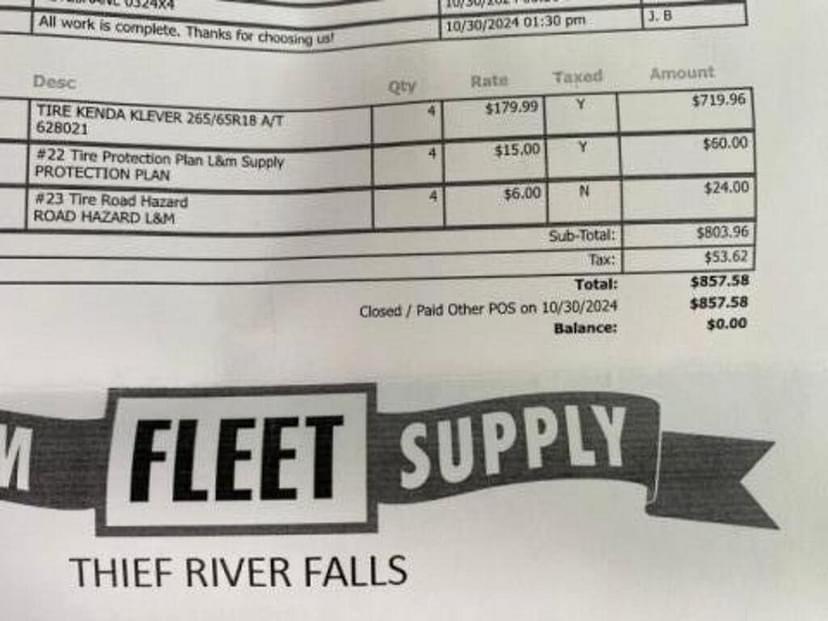 0324X4
All work is complete. Thanks for choosing us!
10/30/2024 01:30 pm
J. B
Desc Qty Rate Taxed Amount
TIRE KENDA KLEVER 265/65R18 A/T 4 $179.99 Y $719.96
628021
#22 Tire Protection Plan L&m Supply 4 $15.00 Y $60.00
PROTECTION PLAN
#23 Tire Road Hazard 4 $6.00 N $24.00
ROAD HAZARD L&M
Sub-Total: $803.96
Tax: $53.62
Total: $857.58
Closed / Paid Other POS on 10/30/2024 $857.58
Balance: $0.00
M FLEET SUPPLY
THIEF RIVER FALLS